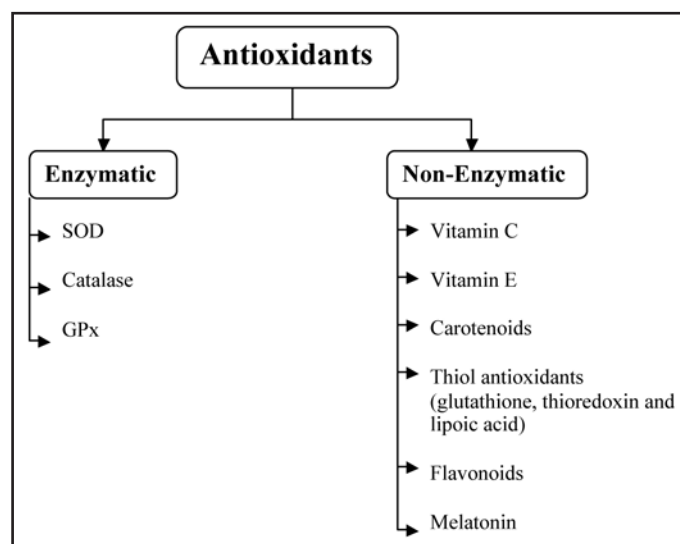 Antioxidants
Enzymatic
SOD
Catalase
GPx
Non-Enzymatic
Vitamin C
Vitamin E
Carotenoids
Thiol antioxidants
(glutathione, thioredoxin and
lipoic acid)
Flavonoids
Melatonin